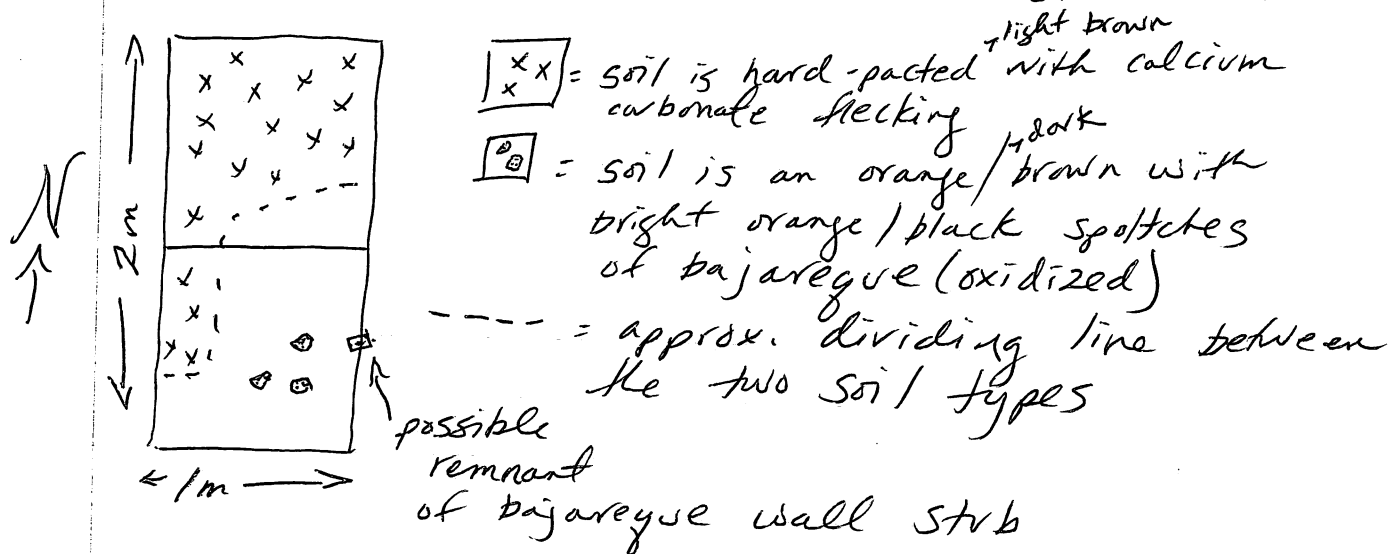 light brown
= soil is hard-pacted with calcium
carbonate flecking
dark
= soil is an orange/brown with
bright orange/black spoltches
of bajareque (oxidized)
---- = approx. dividing line between
the two soil types
N
2m
1m
possible
remnant
of bajareque wall stub